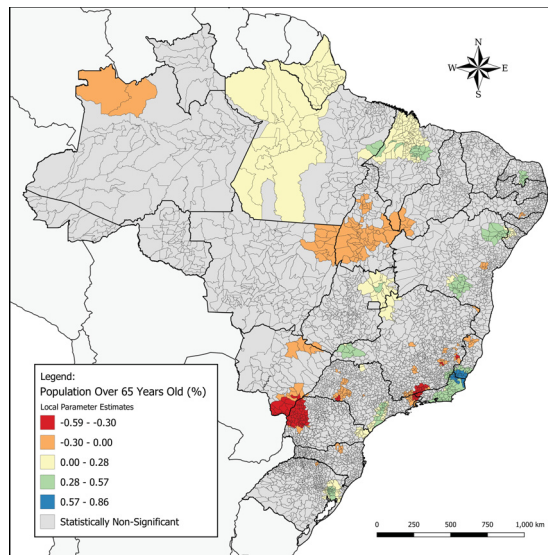 N
W E
S
Legend:
Population Over 65 Years Old (%)
Local Parameter Estimates
-0.59 - -0.30
-0.30 - 0.00
0.00 - 0.28
0.28 - 0.57
0.57 - 0.86
Statistically Non-Significant
0 250 500 750 1,000 km